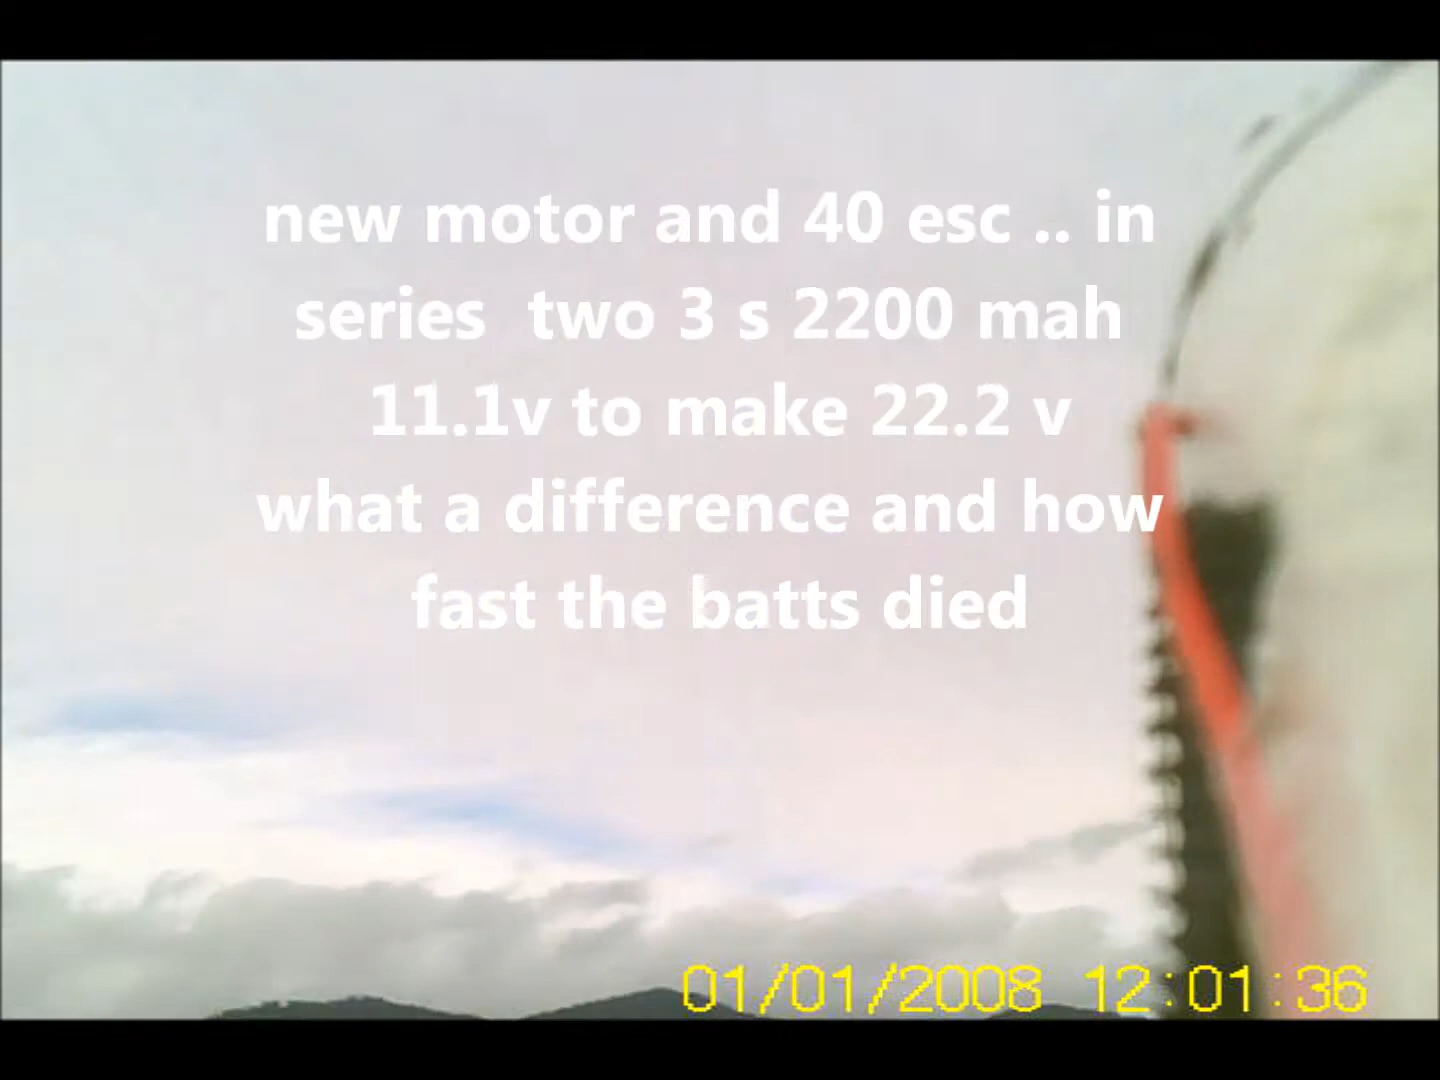 new motor and 40 esc .. in
series  two 3 s 2200 mah
11.1v to make 22.2 v
what a difference and how
fast the batts died
01/01/2008 12:01:36